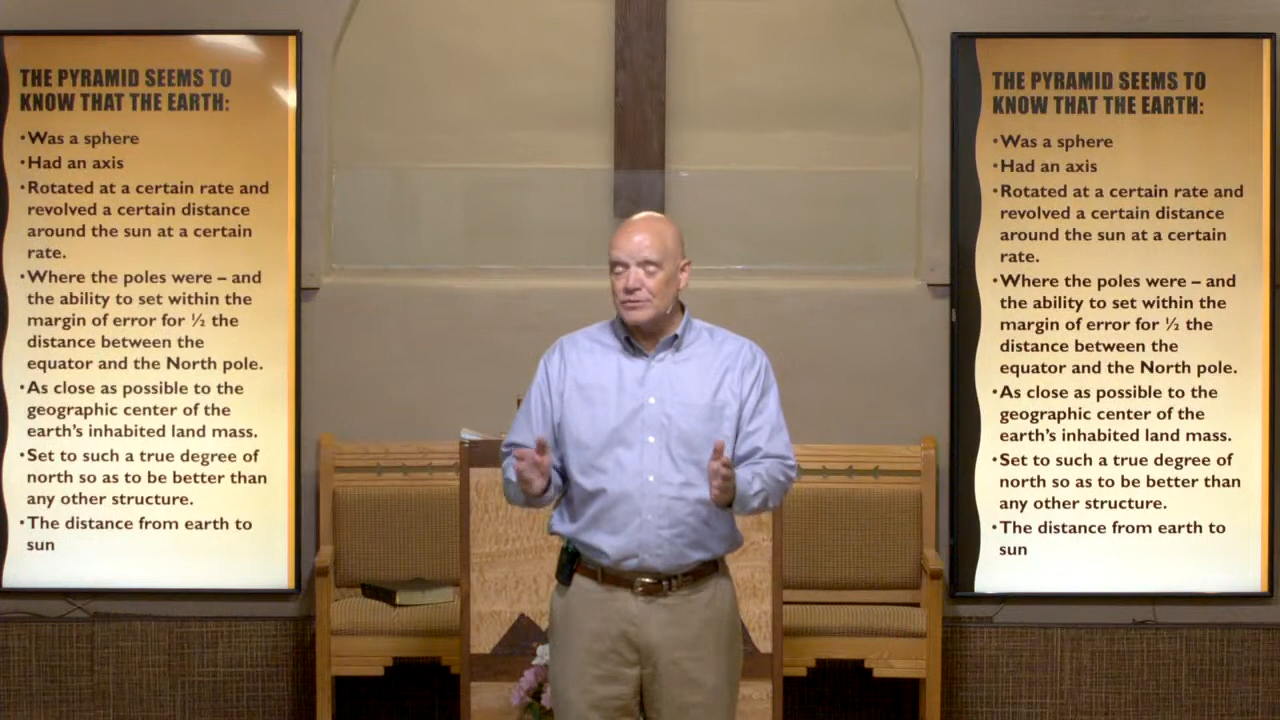 THE PYRAMID SEEMS TO
KNOW THAT THE EARTH:
•Was a sphere
•Had an axis
•Rotated at a certain rate and
revolved a certain distance
around the sun at a certain
rate.
•Where the poles were – and
the ability to set within the
margin of error for ½ the
distance between the
equator and the North pole.
•As close as possible to the
geographic center of the
earth's inhabited land mass.
•Set to such a true degree of
north so as to be better than
any other structure.
•The distance from earth to
sun
THE PYRAMID SEEMS TO
KNOW THAT THE EARTH:
•Was a sphere
•Had an axis
•Rotated at a certain rate and
revolved a certain distance
around the sun at a certain
rate.
•Where the poles were – and
the ability to set within the
margin of error for ½ the
distance between the
equator and the North pole.
•As close as possible to the
geographic center of the
earth's inhabited land mass.
•Set to such a true degree of
north so as to be better than
any other structure.
•The distance from earth to
sun